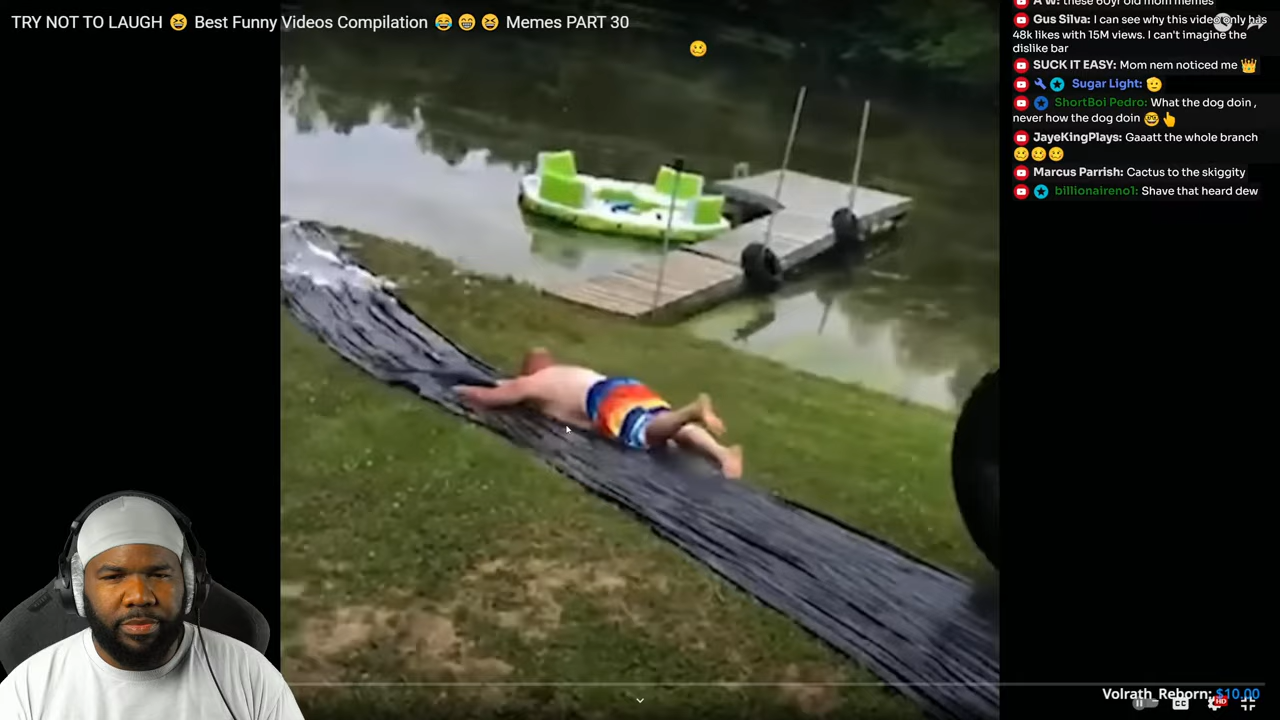 TRY NOT TO LAUGH 😆 Best Funny Videos Compilation 😂 😁 😆 Memes PART 30
A W: these 60yr old mom memes
Gus Silva: I can see why this video only has
48k likes with 15M views. I can't imagine the
dislike bar
SUCK IT EASY: Mom nem noticed me 👑
Sugar Light: 🫡
ShortBoi Pedro: What the dog doin ,
never how the dog doin 🤓👆
JayeKingPlays: Gaaatt the whole branch
🥴🥴🥴
Marcus Parrish: Cactus to the skiggity
billionaireno1: Shave that heard dew
Volrath_Reborn: $10.00
CC
HD